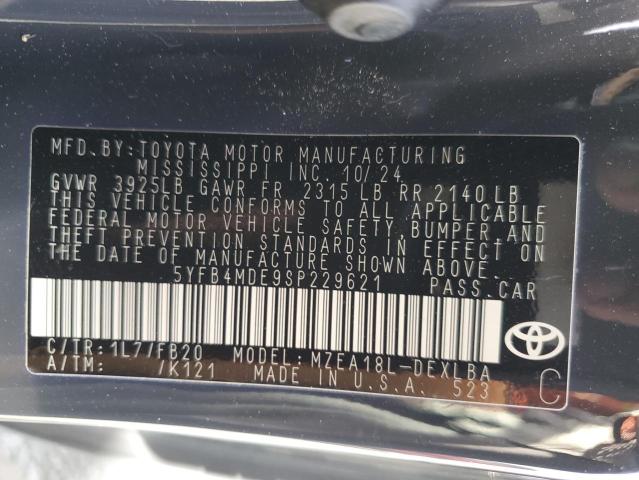 MFD. BY: TOYOTA MOTOR MANUFACTURING
MISSISSIPPI INC. 10/24
GVWR 3925LB GAWR FR 2315 LB RR 2140 LB
THIS VEHICLE CONFORMS TO ALL APPLICABLE
FEDERAL MOTOR VEHICLE SAFETY, BUMPER AND
THEFT PREVENTION STANDARDS IN EFFECT ON
THE DATE OF MANUFACTURE SHOWN ABOVE.
5YFB4MDE9SP229621 PASS. CAR
C/TR: 1L7/FB20 MODEL: MZEA18L-DEXLBA
A/TM: /K121 MADE IN U.S.A. 523
C